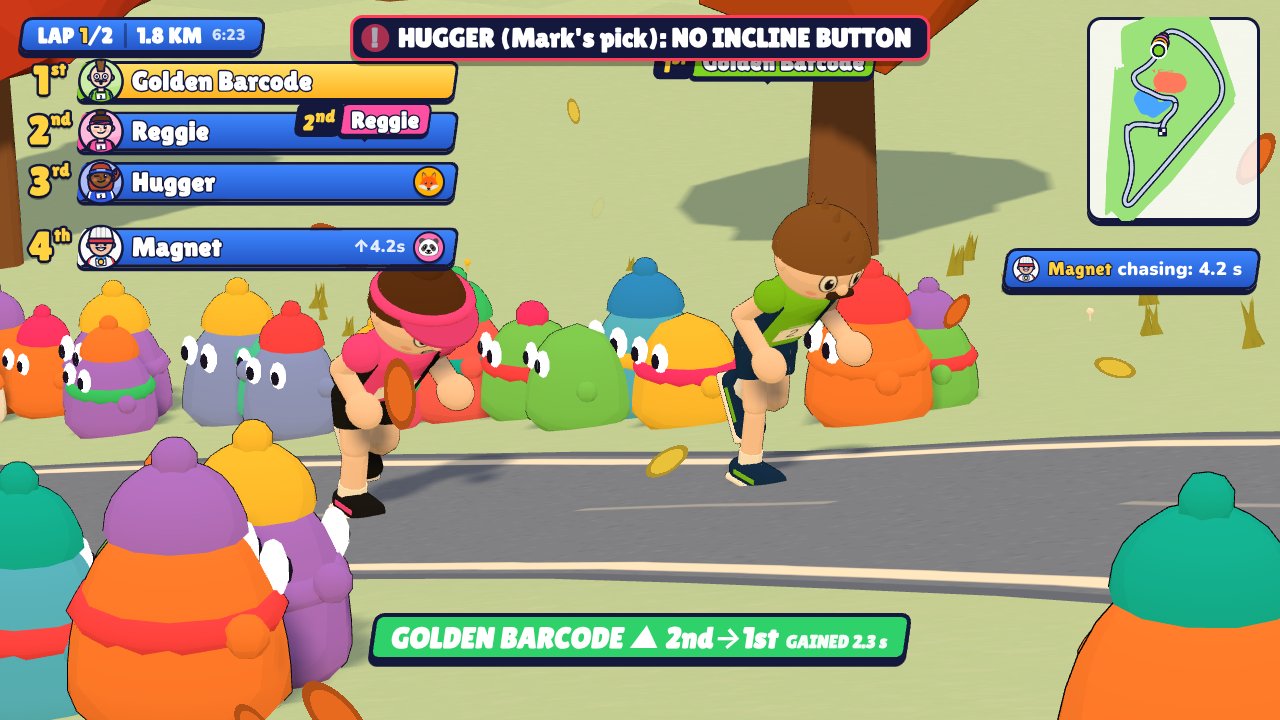 LAP 1/2 1.8 KM 6:23
! HUGGER (Mark's pick): NO INCLINE BUTTON
1st Golden Barcode
1st Golden Barcode
2nd Reggie
2nd Reggie
3rd Hugger
4th Magnet ↑4.2s
Magnet chasing: 4.2 s
GOLDEN BARCODE ▲ 2nd→1st GAINED 2.3 s